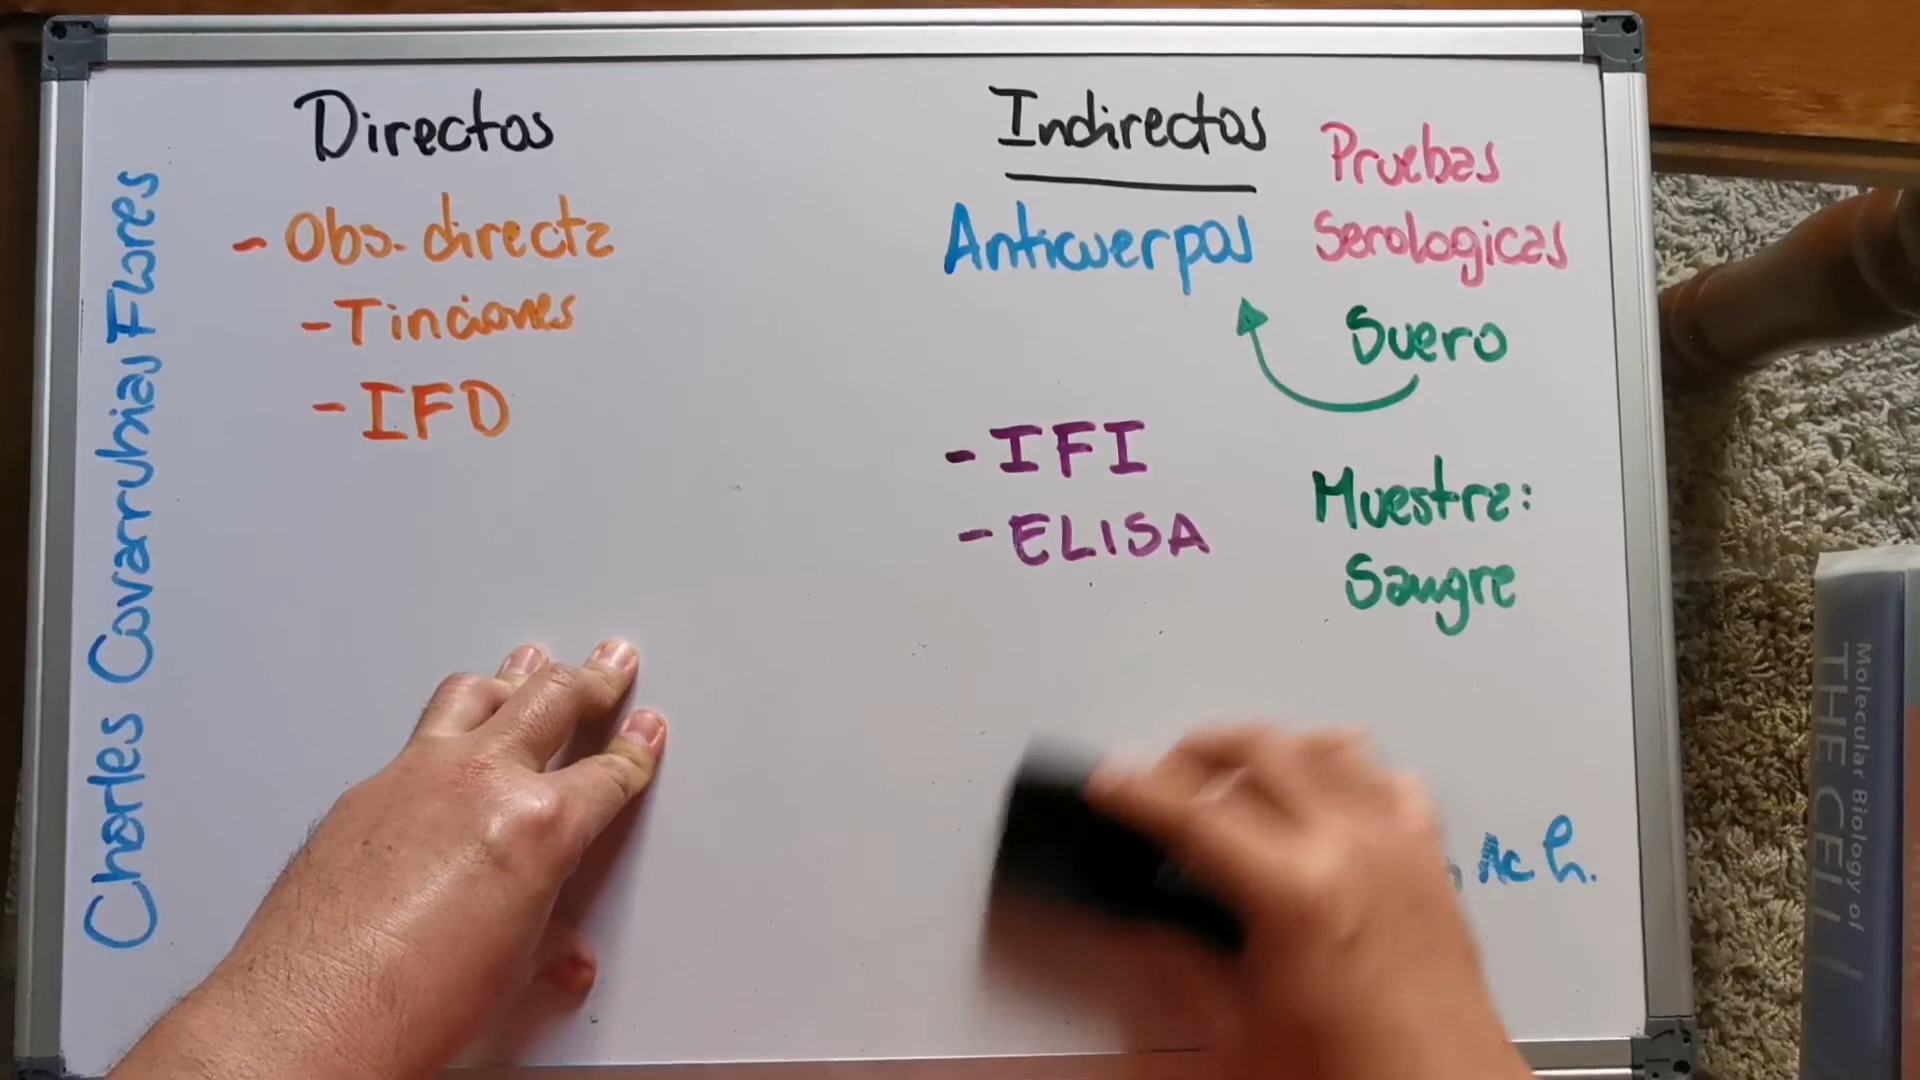 Charles Covarrubias Flores
Directos
- Obs. directa
- Tinciones
- IFD
Indirectos
Anticuerpos
- IFI
- ELISA
Pruebas
Serologicas
Suero
Muestra:
Sangre
Ac h.
Molecular Biology of
THE CELL